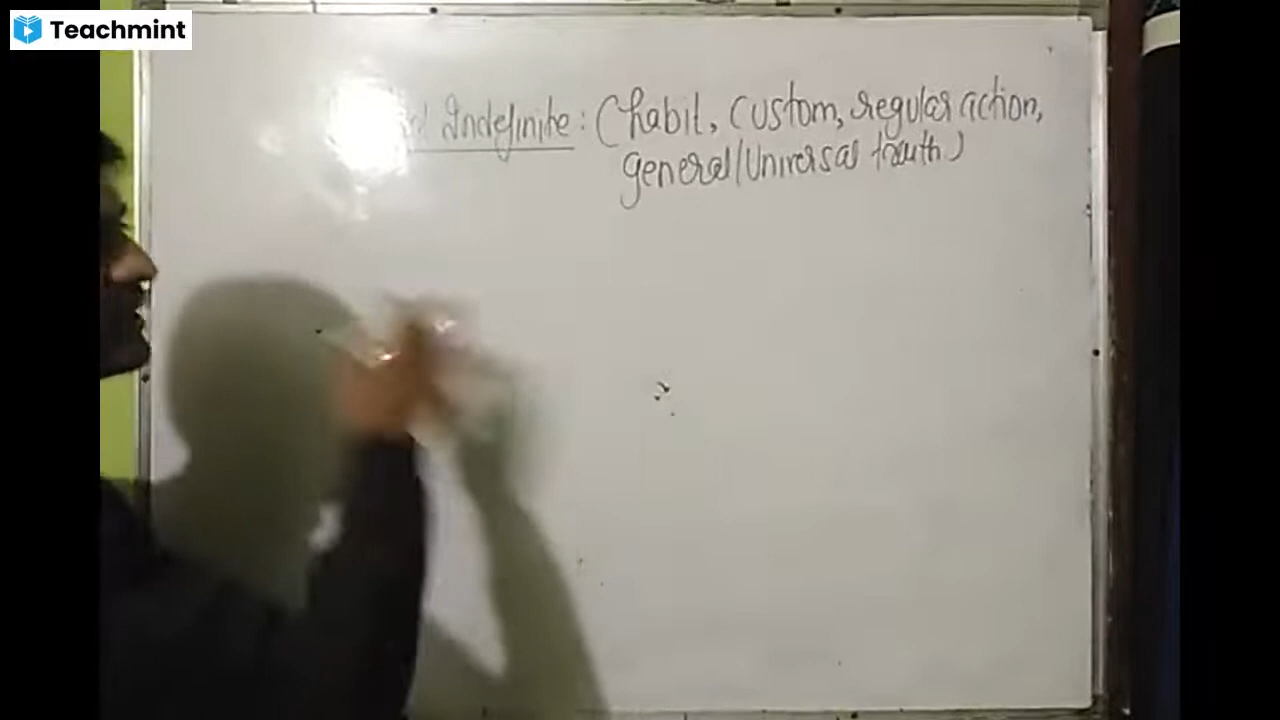 Teachmint
Indefinite: (habit, custom, regular action,
general/Universal truth)